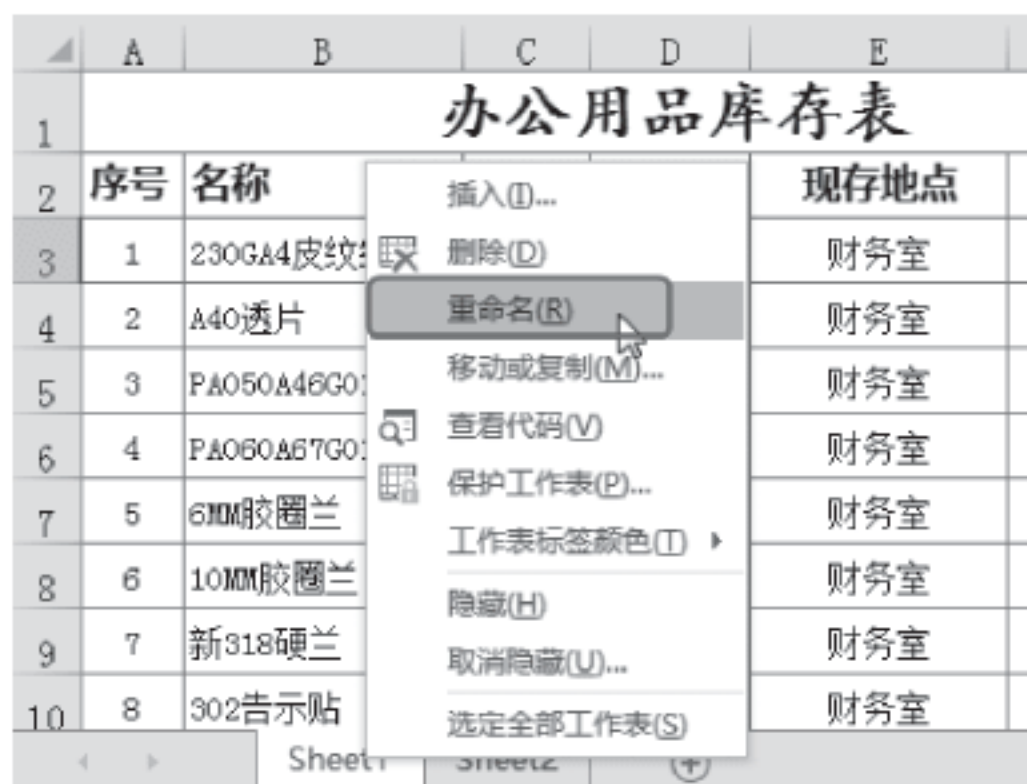 A B C D E
1 办公用品库存表
2 序号 名称 现存地点
插入(I)...
3 1 230GA4皮纹 财务室
删除(D)
重命名(R)
4 2 A40透片 财务室
移动或复制(M)...
5 3 PA050A46G0 财务室
查看代码(V)
6 4 PA060A67G0 财务室
保护工作表(P)...
7 5 6MM胶圈兰 财务室
工作表标签颜色(T)
8 6 10MM胶圈兰 财务室
隐藏(H)
9 7 新318硬兰 财务室
取消隐藏(U)...
10 8 302告示贴 财务室
选定全部工作表(S)
Sheet1 Sheet2